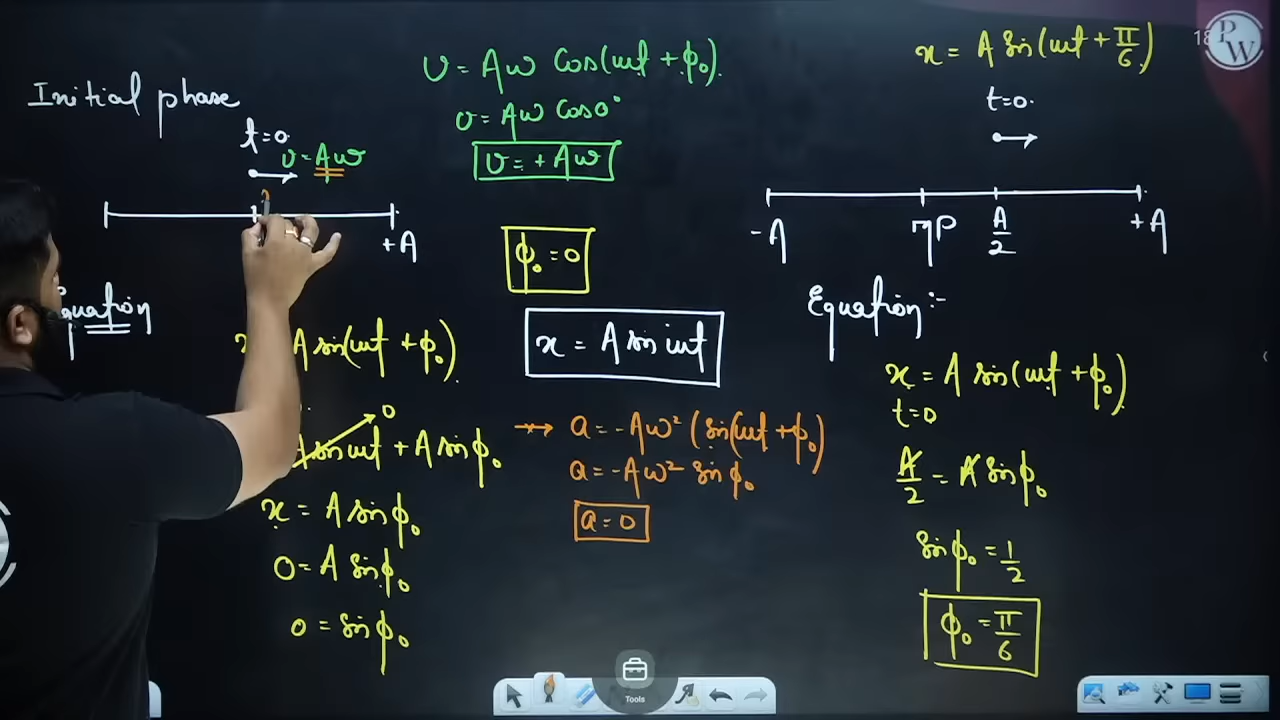 Initial phase
t=0
v = Aω
+A
Equation
x = A sin(ωt + φ₀)
0
A sin ωt + A sin φ₀
x = A sin φ₀
0 = A sin φ₀
0 = sin φ₀
v = Aω Cos(ωt + φ₀)
v = Aω Cos 0°
v = + Aω
φ₀ = 0
x = A sin ωt
a = -Aω² (sin(ωt + φ₀)
a = -Aω² sin φ₀
a = 0
x = A sin(ωt + π/6)
18
PW
t=0
-A
MP
A/2
+A
Equation:-
x = A sin(ωt + φ₀)
t=0
A/2 = A sin φ₀
sin φ₀ = 1/2
φ₀ = π/6
Tools